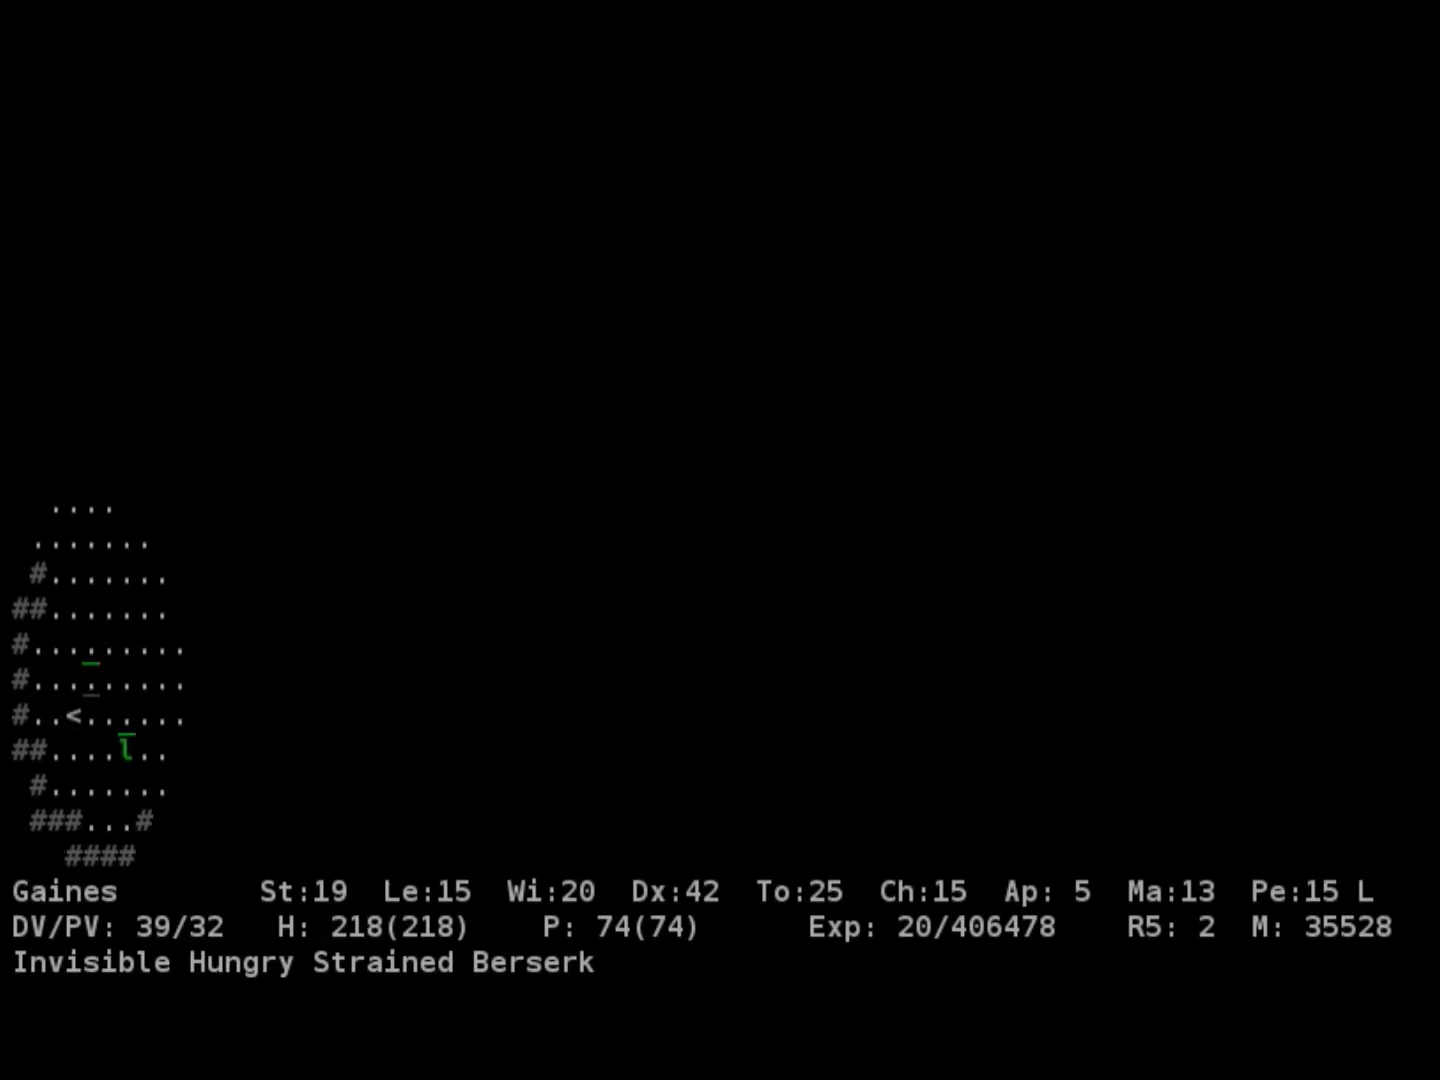 ....
.......
#.......
##.......
#.........
#.........
#..<......
##....l..
#.......
###...#
####
Gaines St:19 Le:15 Wi:20 Dx:42 To:25 Ch:15 Ap: 5 Ma:13 Pe:15 L
DV/PV: 39/32 H: 218(218) P: 74(74) Exp: 20/406478 R5: 2 M: 35528
Invisible Hungry Strained Berserk